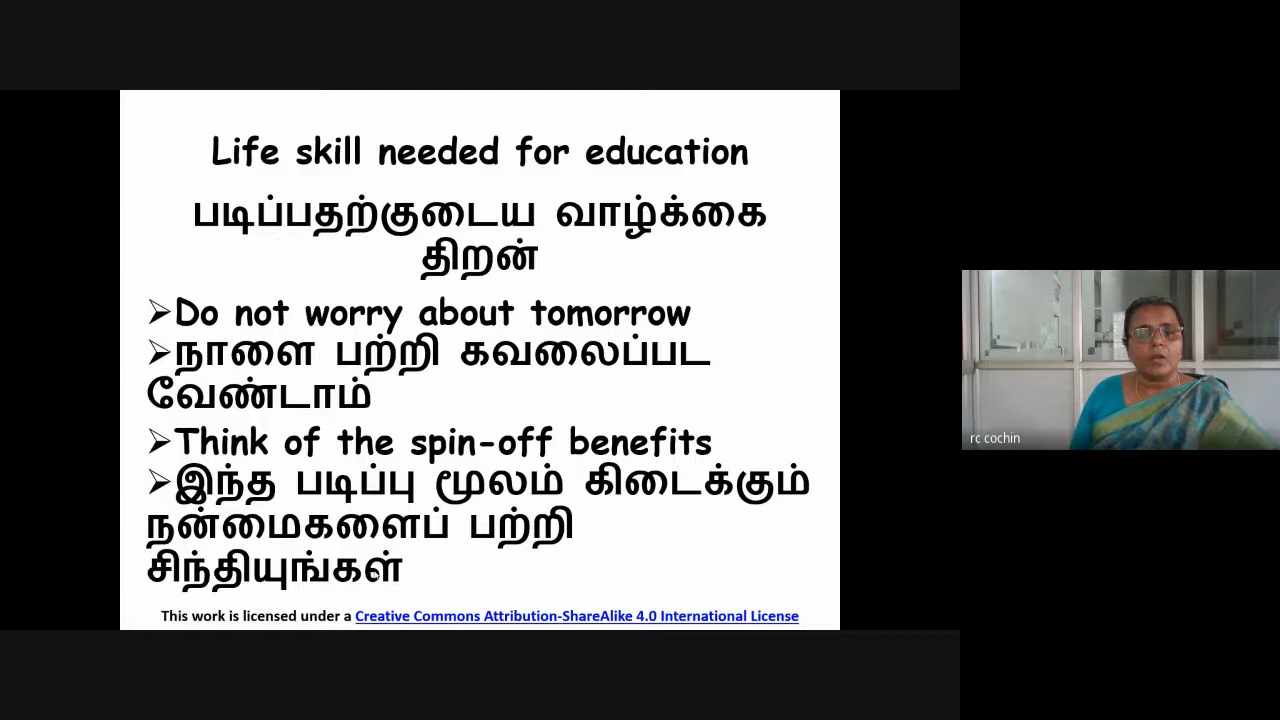 Life skill needed for education
படிப்பதற்குடைய வாழ்க்கை
திறன்
➢Do not worry about tomorrow
➢நாளை பற்றி கவலைப்பட
வேண்டாம்
➢Think of the spin-off benefits
➢இந்த படிப்பு மூலம் கிடைக்கும்
நன்மைகளைப் பற்றி
சிந்தியுங்கள்
This work is licensed under a Creative Commons Attribution-ShareAlike 4.0 International License
rc cochin